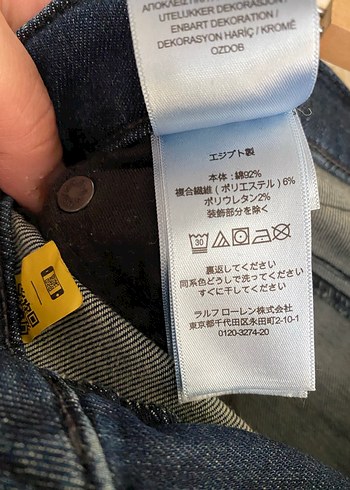 ΑΠΟΚΛΕΙΣΤΙ
UTELUKKER DEKORASJON /
ENBART DEKORATION /
DEKORASYON HARİÇ / KROMĚ
OZDOB
エジプト製
本体 : 綿92%
複合繊維 ( ポリエステル ) 6%
ポリウレタン2%
装飾部分を除く
30
裏返してください
同系色どうしで洗ってください
すぐに干してください
ラルフ ローレン株式会社
東京都千代田区永田町2-10-1
0120-3274-20